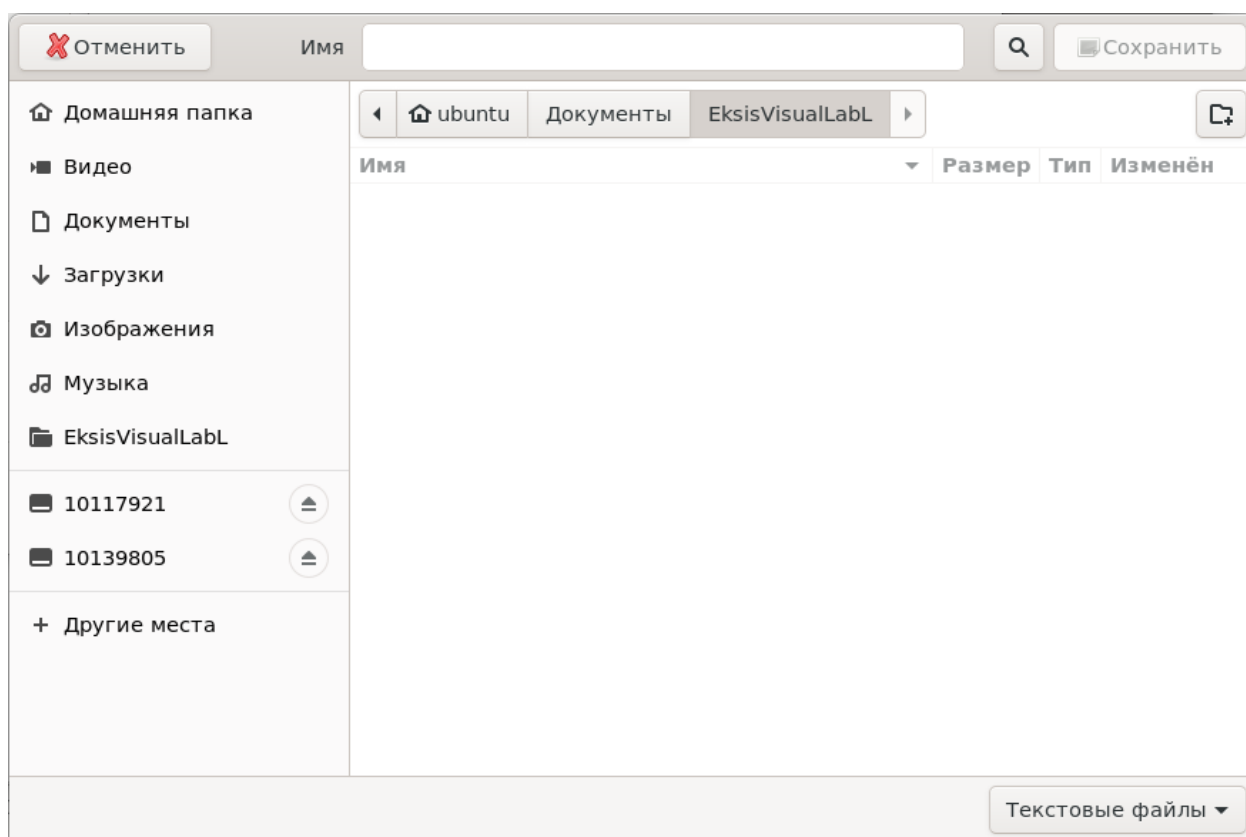 Отменить Имя Сохранить
Домашняя папка
Видео
Документы
Загрузки
Изображения
Музыка
EksisVisualLabL
10117921
10139805
Другие места
ubuntu Документы EksisVisualLabL
Имя Размер Тип Изменён
Текстовые файлы